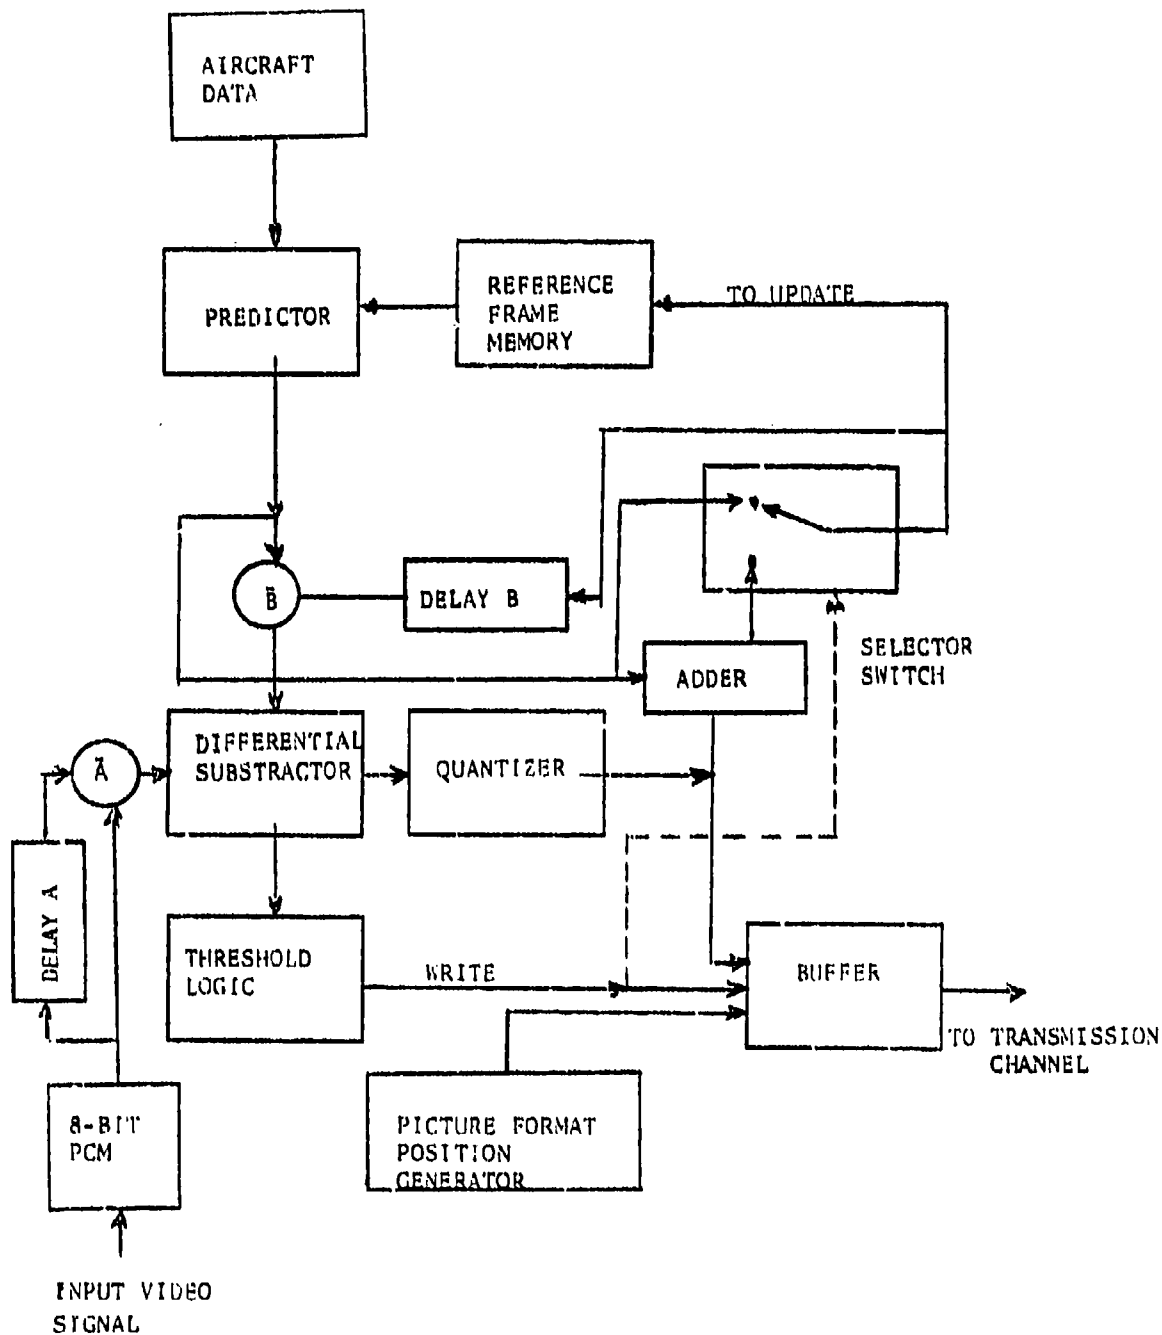 AIRCRAFT
DATA
PREDICTOR
REFERENCE
FRAME
MEMORY
TO UPDATE
B̄
DELAY B
SELECTOR
SWITCH
ADDER
Ā
DIFFERENTIAL
SUBSTRACTOR
QUANTIZER
DELAY A
THRESHOLD
LOGIC
WRITE
BUFFER
TO TRANSMISSION
CHANNEL
8-BIT
PCM
PICTURE FORMAT
POSITION
GENERATOR
INPUT VIDEO
SIGNAL